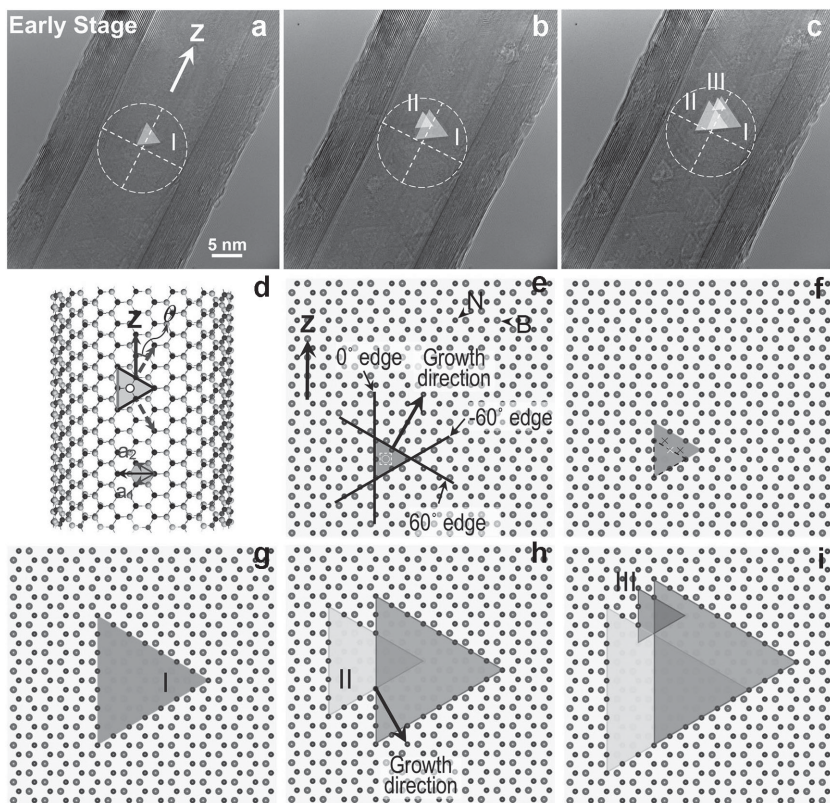 Early Stage
a
Z
I
5 nm
b
II
I
c
III
II
I
d
Z
θ
a₂
a₁
e
N
B
Z
0° edge
Growth
direction
-60° edge
60° edge
f
g
I
h
II
Growth
direction
i
III